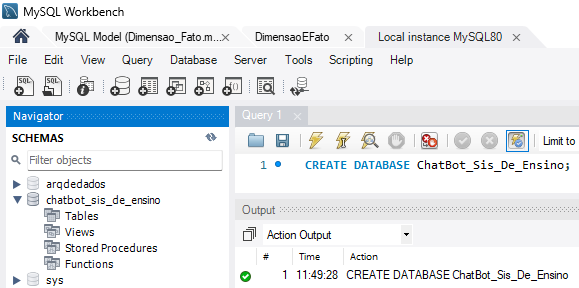 MySQL Workbench
MySQL Model (Dimensao_Fato.m... DimensaoEFato Local instance MySQL80
File Edit View Query Database Server Tools Scripting Help
Navigator
SCHEMAS
Filter objects
arqdedados
chatbot_sis_de_ensino
Tables
Views
Stored Procedures
Functions
sys
Query 1
Limit to
1 CREATE DATABASE ChatBot_Sis_De_Ensino;
Output
Action Output
# Time Action
1 11:49:28 CREATE DATABASE ChatBot_Sis_De_Ensino